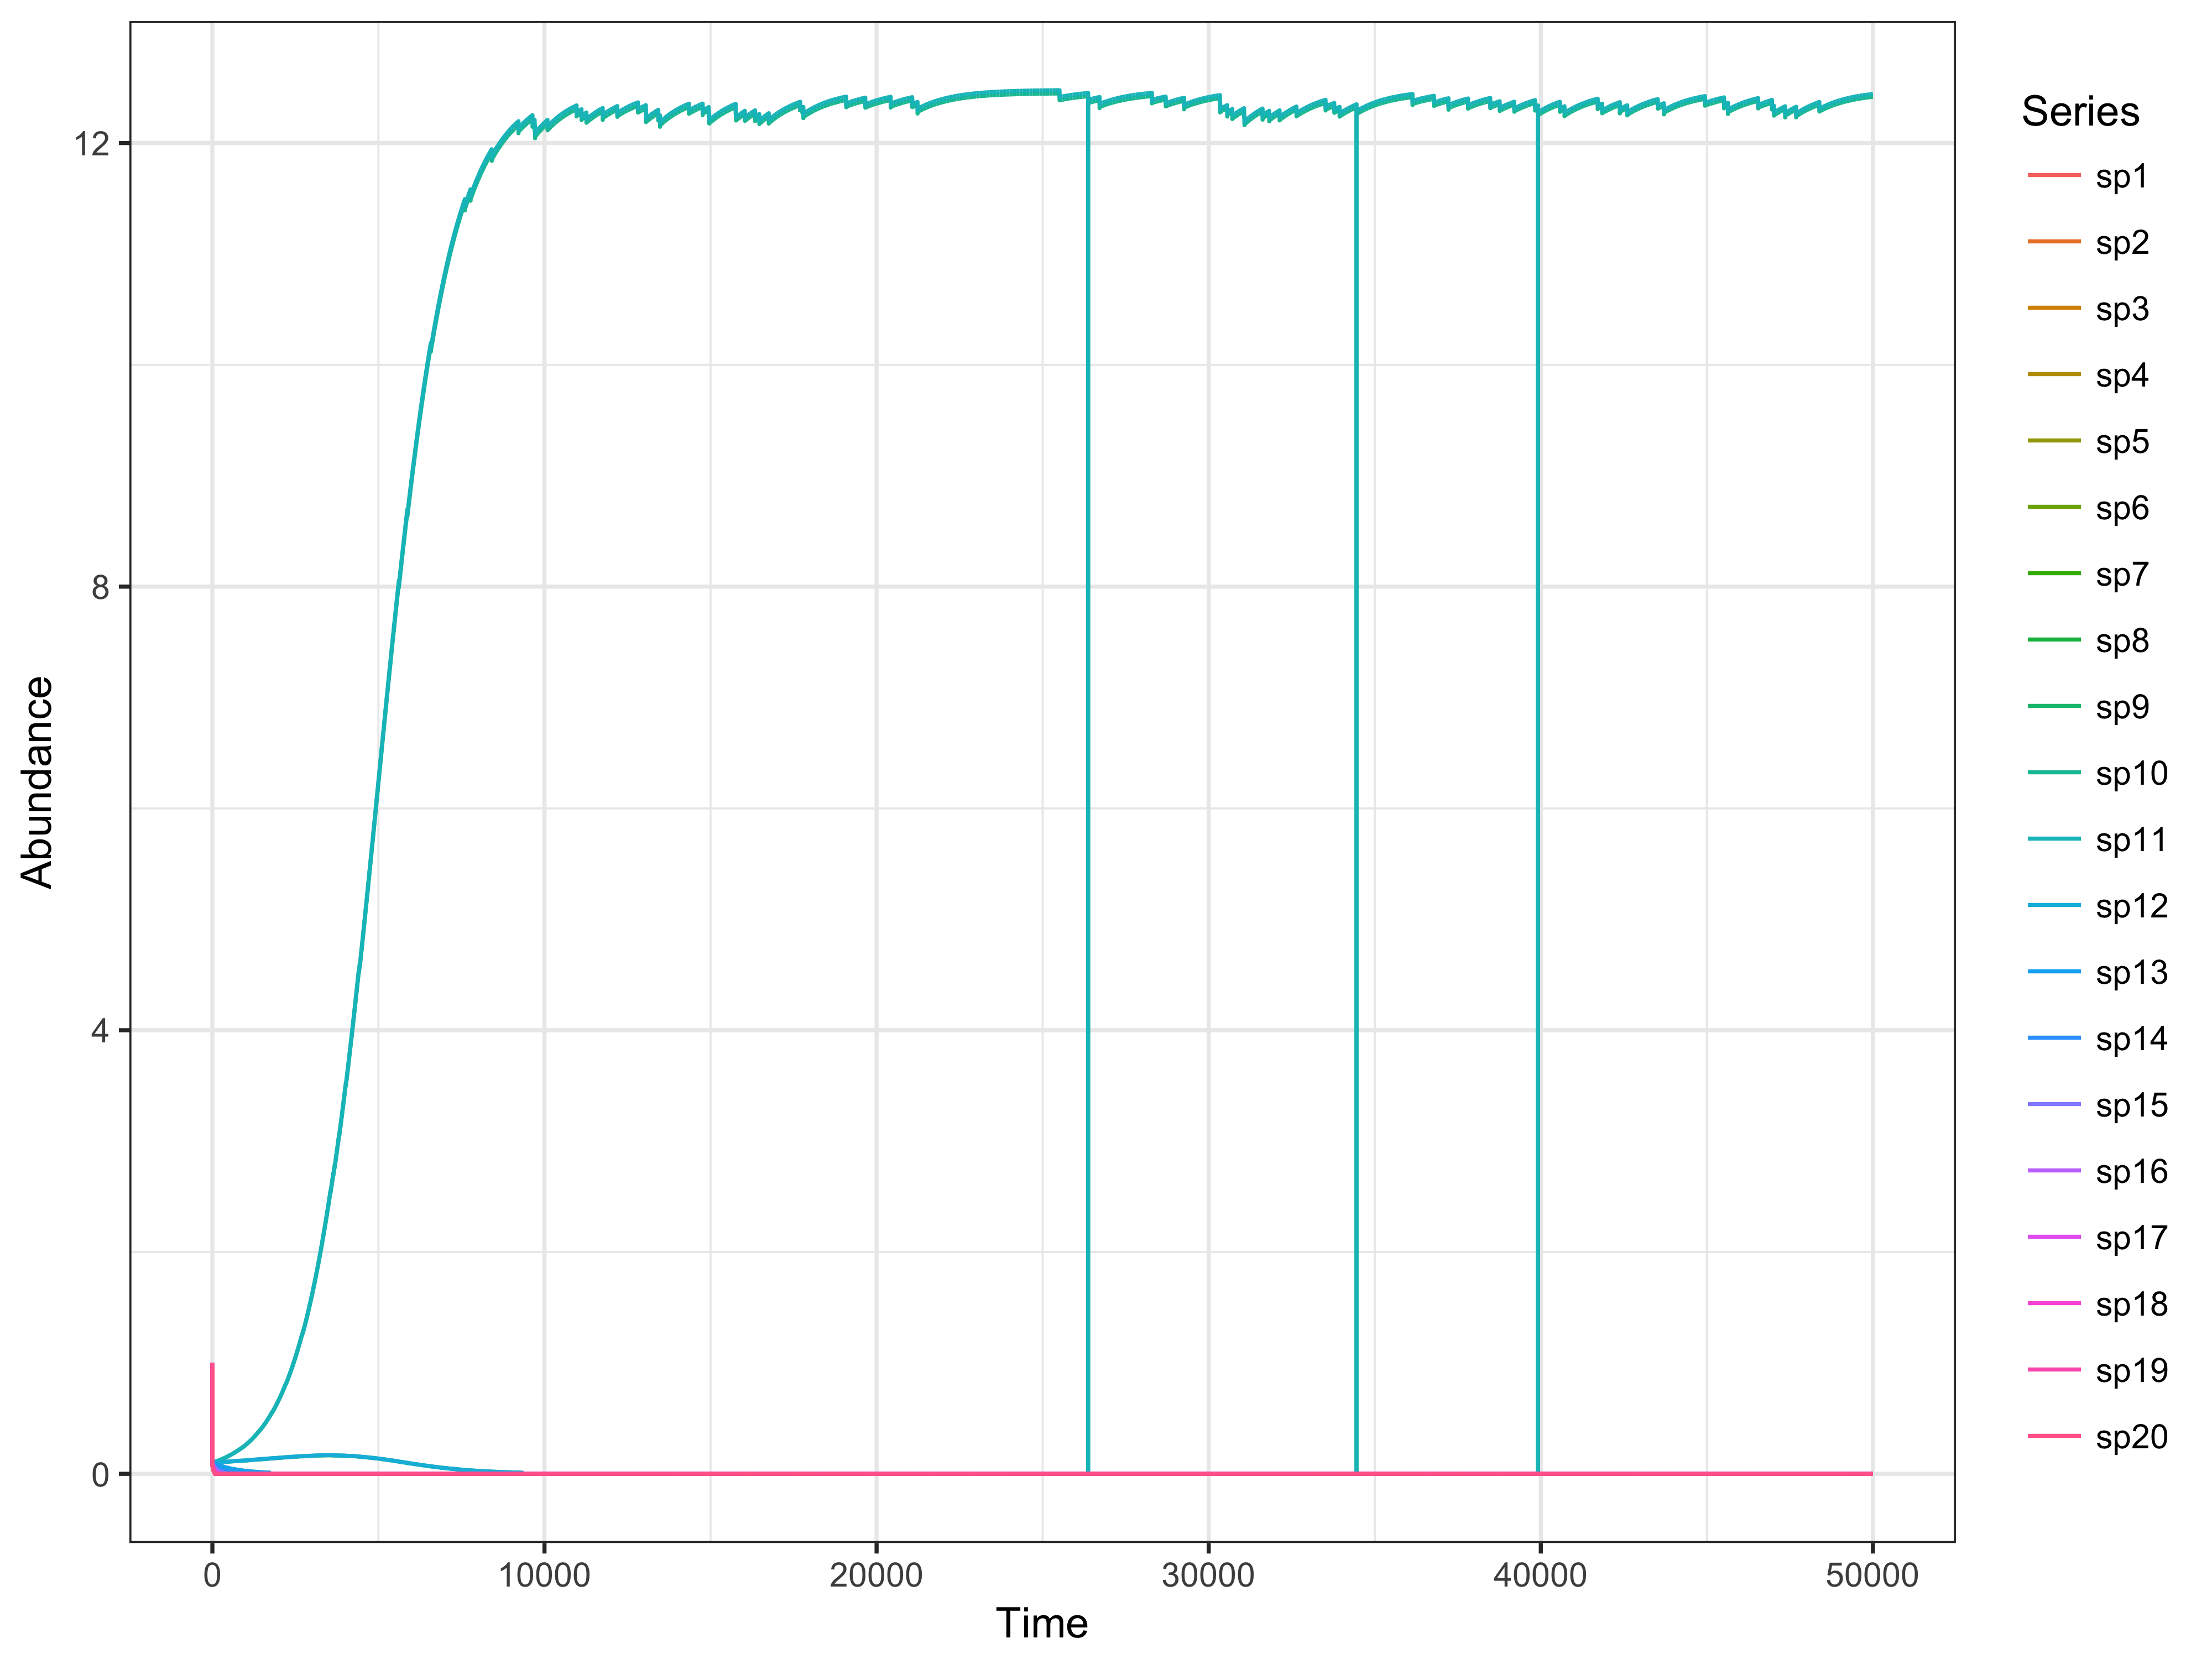 Abundance
12
8
4
0
0
10000
20000
30000
40000
50000
Time
Series
sp1
sp2
sp3
sp4
sp5
sp6
sp7
sp8
sp9
sp10
sp11
sp12
sp13
sp14
sp15
sp16
sp17
sp18
sp19
sp20